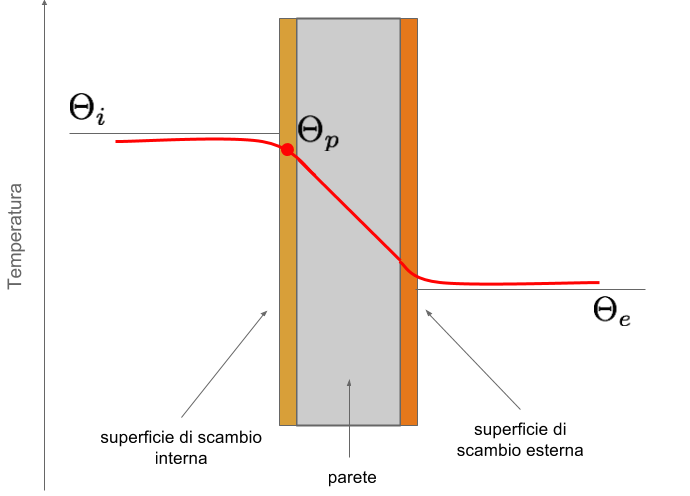 Θi
Θp
Temperatura
Θe
superficie di scambio
interna
superficie di
scambio esterna
parete